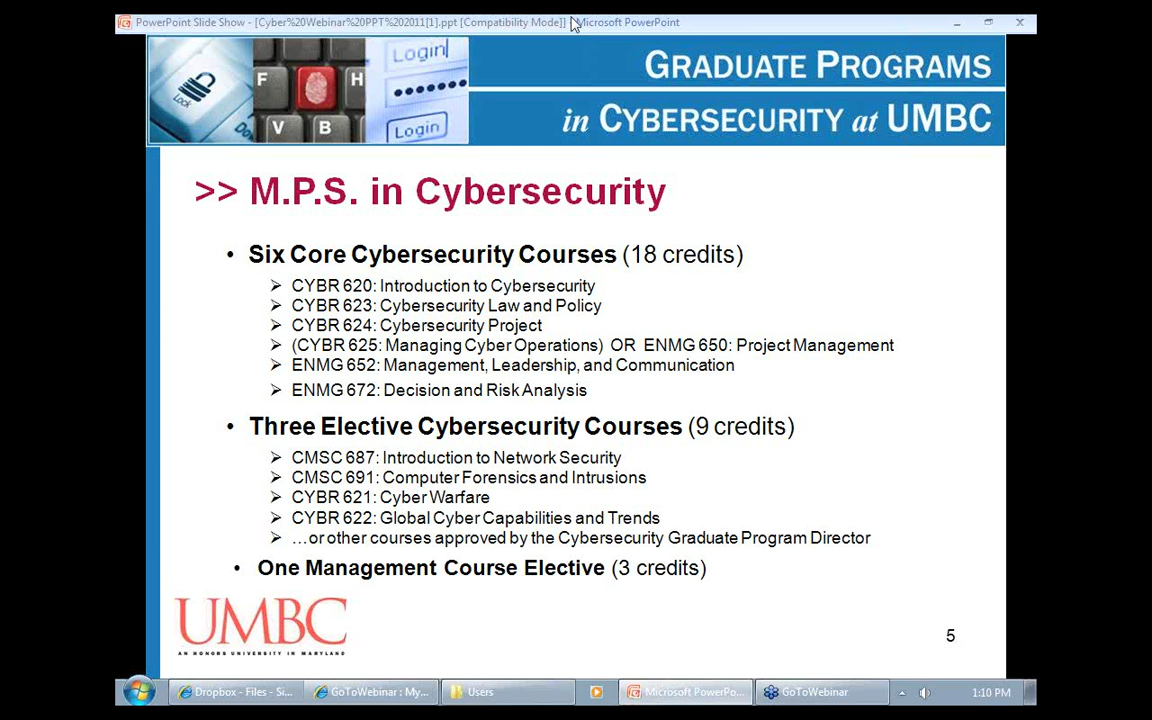 PowerPoint Slide Show - [Cyber%20Webinar%20PPT%202011[1].ppt [Compatibility Mode]] - Microsoft PowerPoint
Login
Lock
F H
V B
Login
GRADUATE PROGRAMS
in CYBERSECURITY at UMBC
>> M.P.S. in Cybersecurity
• Six Core Cybersecurity Courses (18 credits)
➢ CYBR 620: Introduction to Cybersecurity
➢ CYBR 623: Cybersecurity Law and Policy
➢ CYBR 624: Cybersecurity Project
➢ (CYBR 625: Managing Cyber Operations) OR ENMG 650: Project Management
➢ ENMG 652: Management, Leadership, and Communication
➢ ENMG 672: Decision and Risk Analysis
• Three Elective Cybersecurity Courses (9 credits)
➢ CMSC 687: Introduction to Network Security
➢ CMSC 691: Computer Forensics and Intrusions
➢ CYBR 621: Cyber Warfare
➢ CYBR 622: Global Cyber Capabilities and Trends
➢ …or other courses approved by the Cybersecurity Graduate Program Director
• One Management Course Elective (3 credits)
UMBC
AN HONORS UNIVERSITY IN MARYLAND
5
Dropbox - Files - Si... GoToWebinar : My... Users Microsoft PowerPo... GoToWebinar 1:10 PM